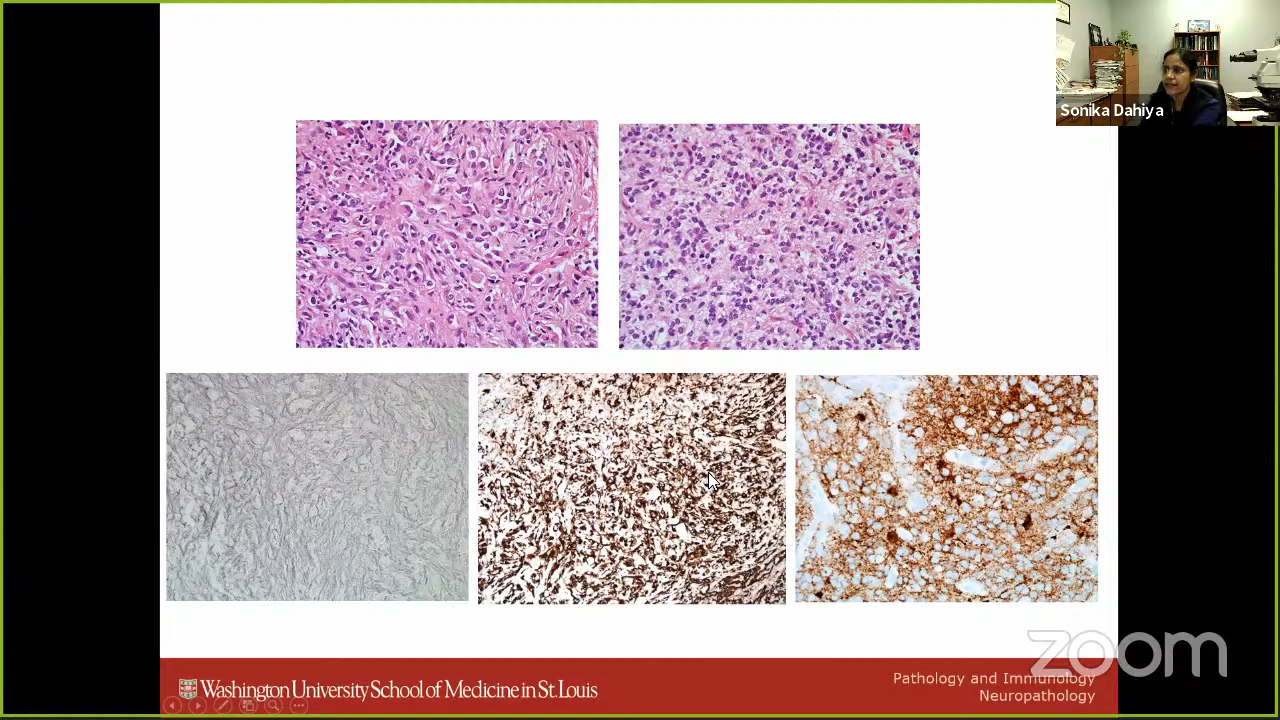 Sonika Dahiya
zoom
Washington University School of Medicine in St. Louis
Pathology and Immunology
Neuropathology